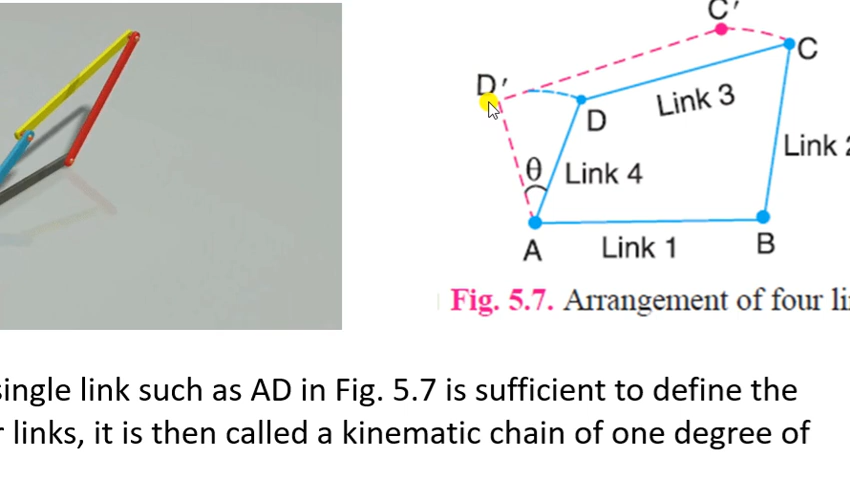 C'
C
D'
D
Link 3
Link
θ
Link 4
A
Link 1
B
Fig. 5.7. Arrangement of four
single link such as AD in Fig. 5.7 is sufficient to define the
links, it is then called a kinematic chain of one degree of